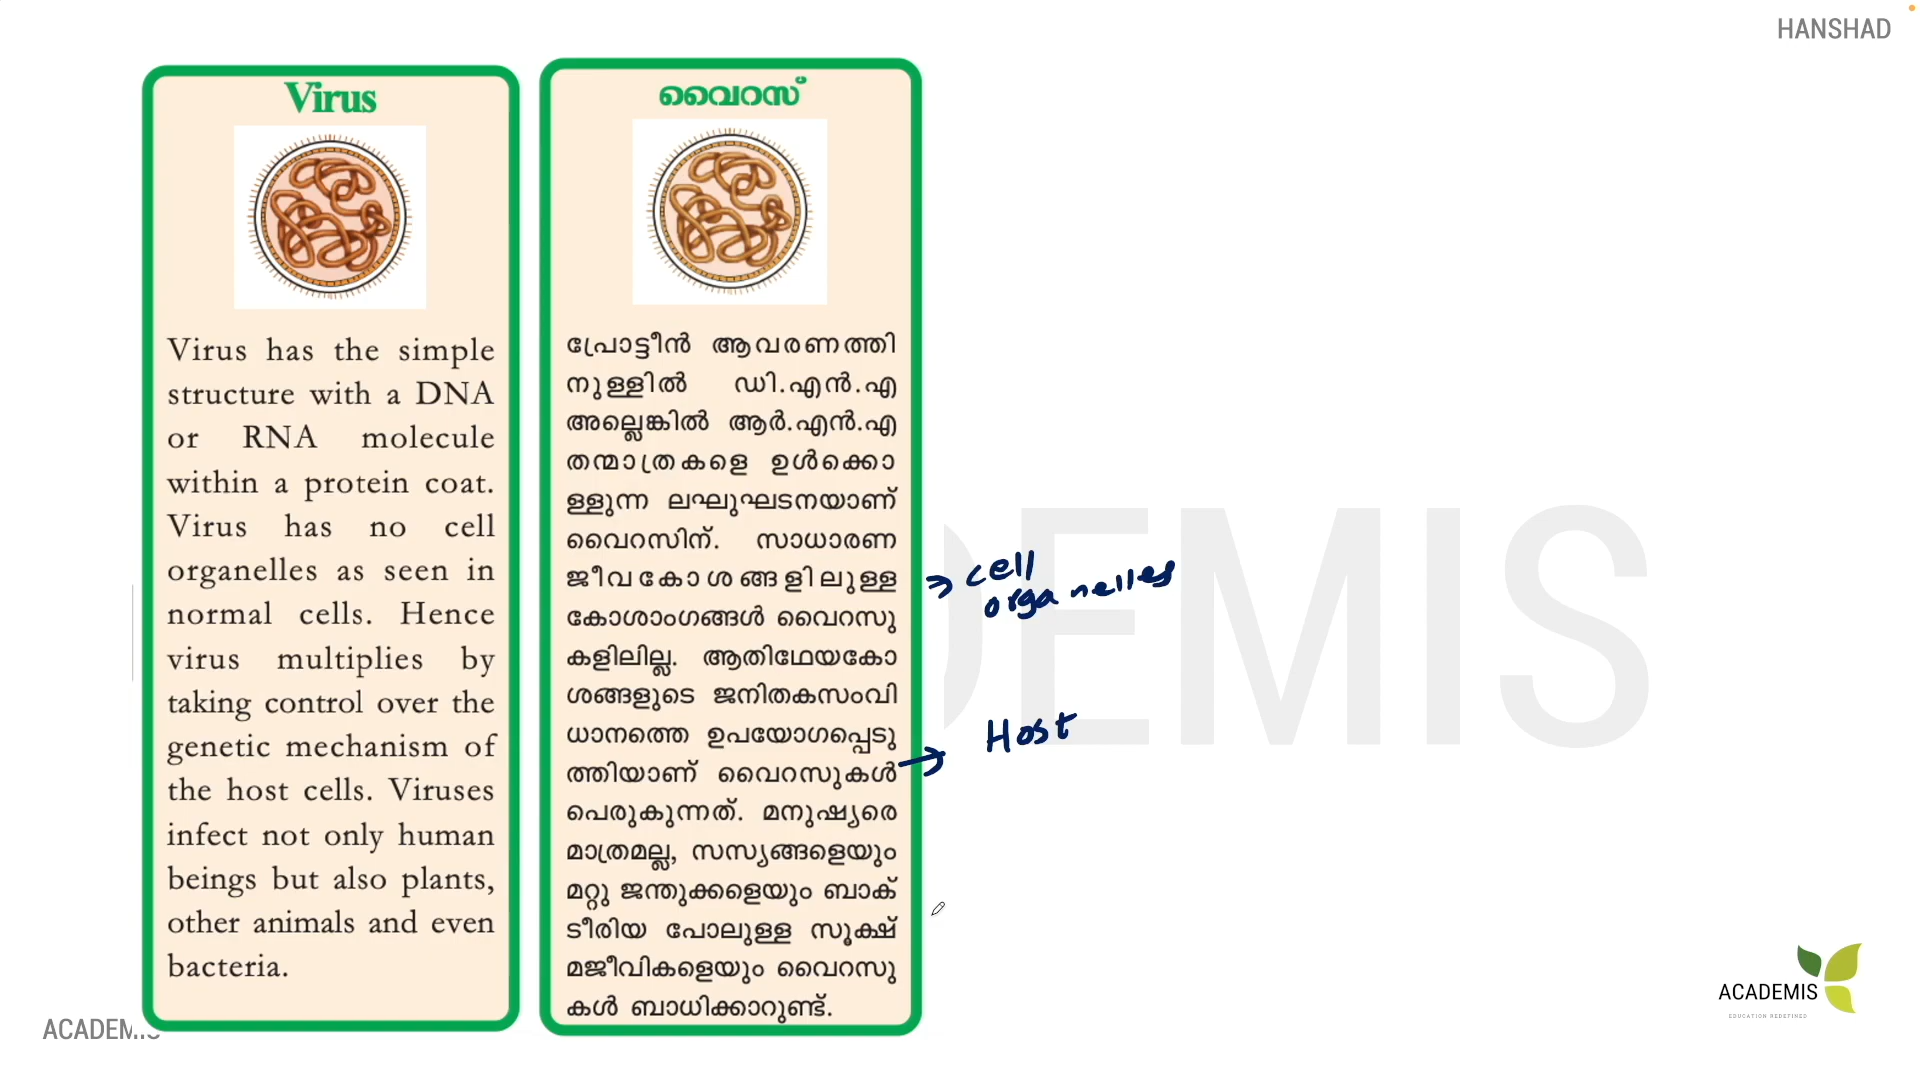 HANSHAD
Virus
Virus has the simple
structure with a DNA
or RNA molecule
within a protein coat.
Virus has no cell
organelles as seen in
normal cells. Hence
virus multiplies by
taking control over the
genetic mechanism of
the host cells. Viruses
infect not only human
beings but also plants,
other animals and even
bacteria.
വൈറസ്
പ്രോട്ടീൻ ആവരണത്തി
നുള്ളിൽ ഡി.എൻ.എ
അല്ലെങ്കിൽ ആർ.എൻ.എ
തന്മാത്രകളെ ഉൾക്കൊ
ള്ളുന്ന ലഘുഘടനയാണ്
വൈറസിന്. സാധാരണ
ജീവകോശങ്ങളിലുള്ള
കോശാംഗങ്ങൾ വൈറസു
കളിലില്ല. ആതിഥേയകോ
ശങ്ങളുടെ ജനിതകസംവി
ധാനത്തെ ഉപയോഗപ്പെടു
ത്തിയാണ് വൈറസുകൾ
പെരുകുന്നത്. മനുഷ്യരെ
മാത്രമല്ല, സസ്യങ്ങളെയും
മറ്റു ജന്തുക്കളെയും ബാക്
ടീരിയ പോലുള്ള സൂക്ഷ്
മജീവികളെയും വൈറസു
കൾ ബാധിക്കാറുണ്ട്.
cell
organelles
Host
DEMIS
ACADEMIS
ACADEMIS
EDUCATION REDEFINED